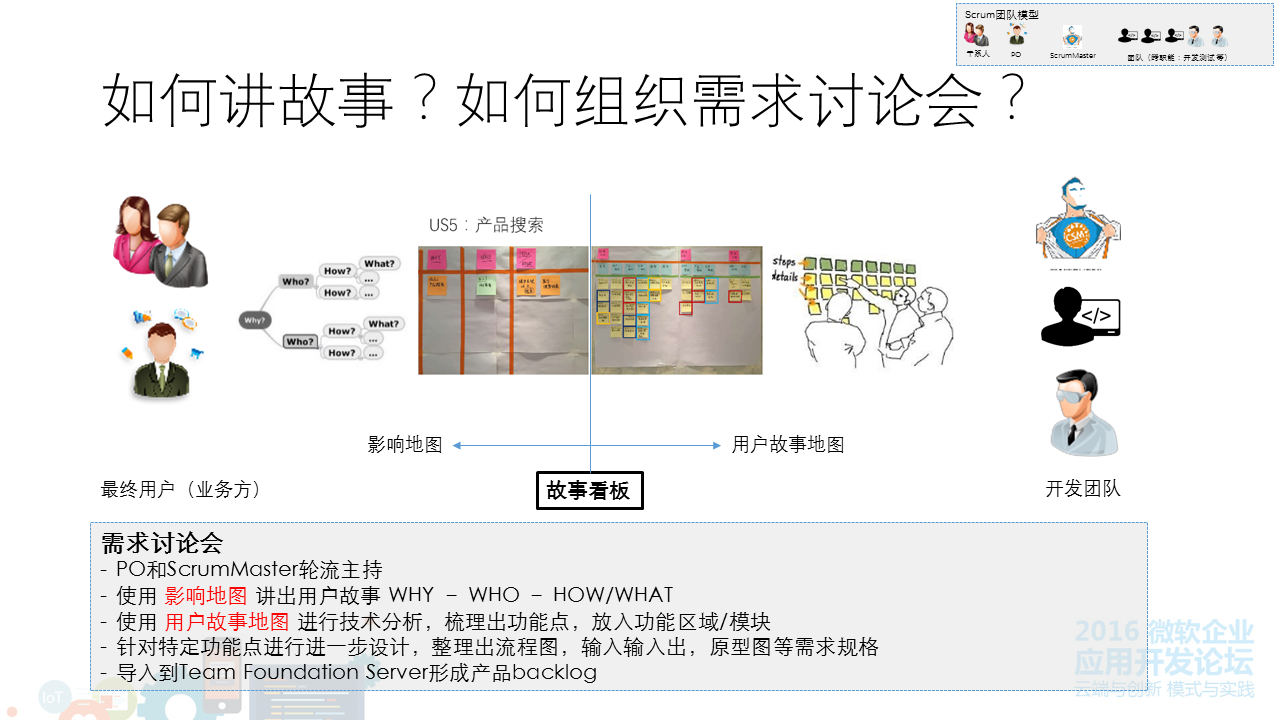 Scrum团队模型
干系人
PO
ScrumMaster
团队（跨职能：开发测试等）
如何讲故事？如何组织需求讨论会？
US5：产品搜索
What?
How?
...
Who?
How?
...
Why?
What?
How?
...
Who?
How?
...
steps
details
CSM
</>
影响地图
用户故事地图
最终用户（业务方）
故事看板
开发团队
需求讨论会
- PO和ScrumMaster轮流主持
- 使用 影响地图 讲出用户故事 WHY – WHO – HOW/WHAT
- 使用 用户故事地图 进行技术分析，梳理出功能点，放入功能区域/模块
- 针对特定功能点进行进一步设计，整理出流程图，输入输入出，原型图等需求规格
- 导入到Team Foundation Server形成产品backlog
2016 微软企业
应用开发论坛
云端与创新 模式与实践
IoT